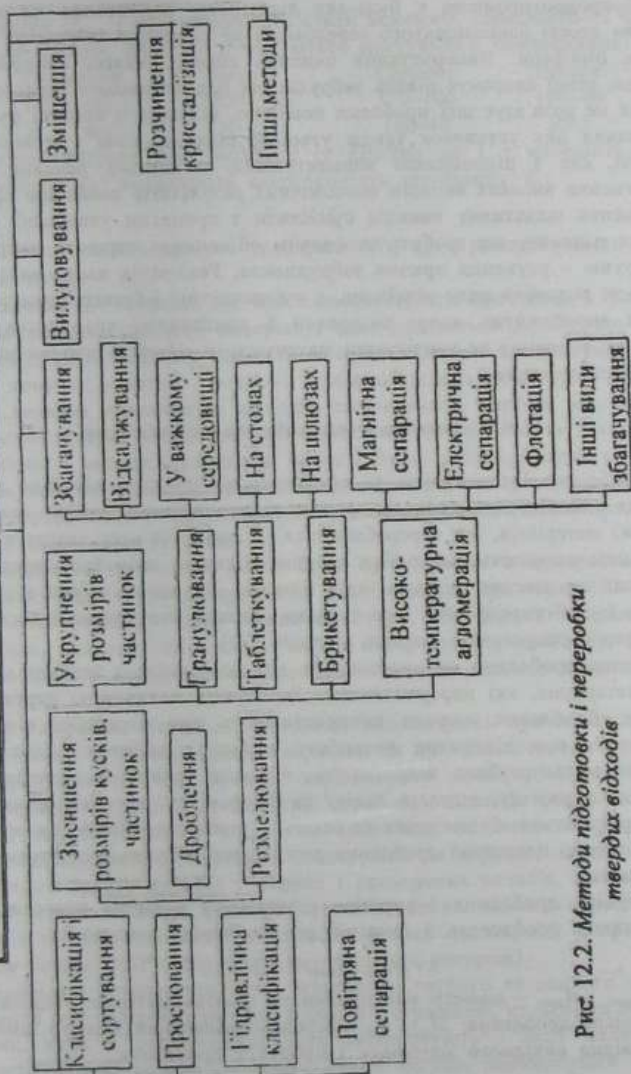 Класифікація і
сортування
Просіювання
Гідравлічна
класифікація
Повітряна
сепарація
Зменшення
розмірів кусків,
частинок
Дроблення
Розмелювання
Укрупнення
розмірів
частинок
Гранулювання
Таблеткування
Брикетування
Високо-
температурна
агломерація
Збагачування
Відсалжування
У важкому
середовищі
На столах
На шлюзах
Магнітна
сепарація
Електрична
сепарація
Флотація
Інші види
збагачування
Вилуговування
Зміщення
Розчинення
кристалізація
Інші методи
Рис. 12.2. Методи підготовки і переробки
твердих відходів